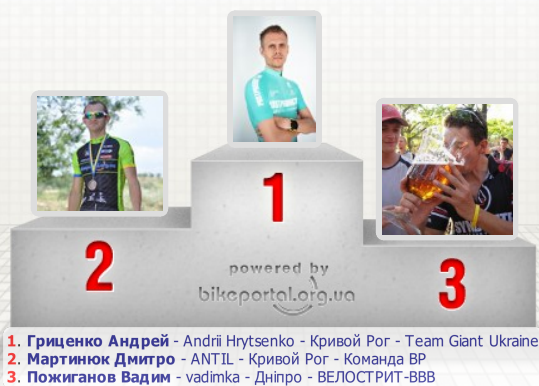 1
2
3
powered by
bikeportal.org.ua
1. Гриценко Андрей - Andrii Hrytsenko - Кривой Рог - Team Giant Ukraine
2. Мартинюк Дмитро - ANTIL - Кривой Рог - Команда ВР
3. Пожиганов Вадим - vadimka - Дніпро - ВЕЛОСТРИТ-ВВВ